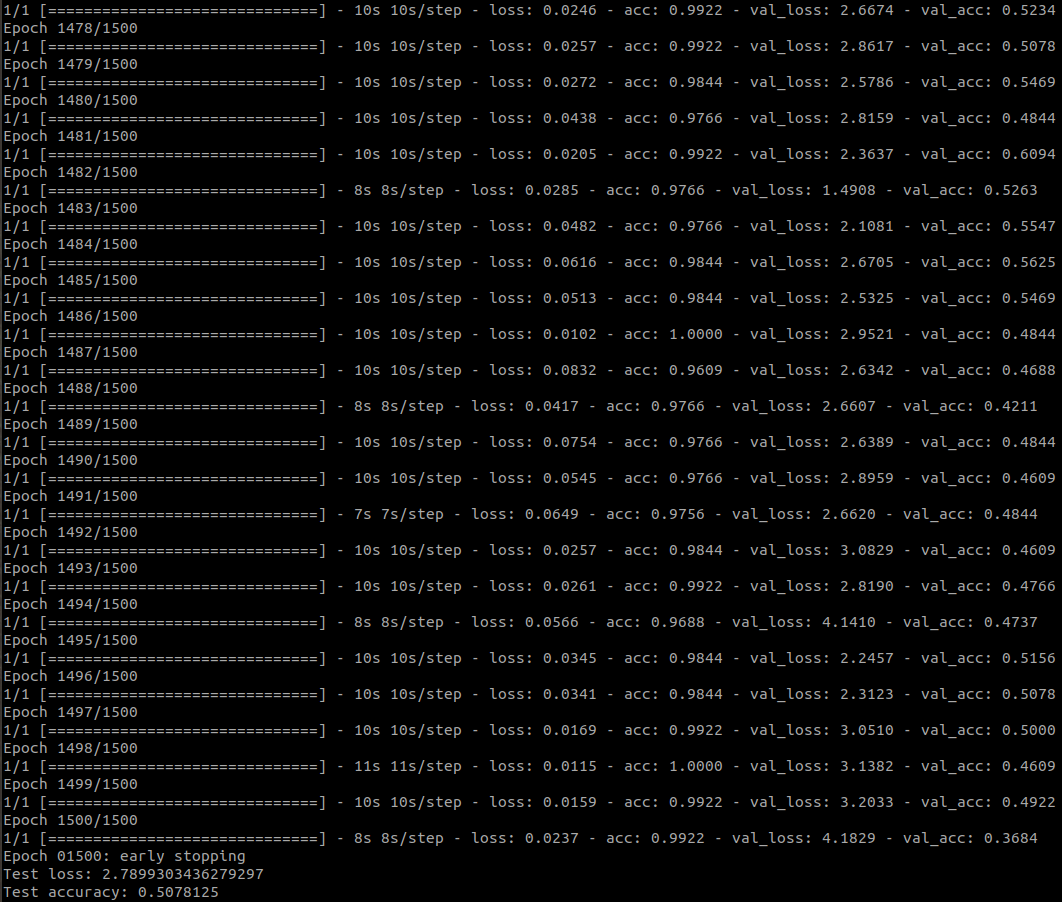 1/1 [==============================] - 10s 10s/step - loss: 0.0246 - acc: 0.9922 - val_loss: 2.6674 - val_acc: 0.5234
Epoch 1478/1500
1/1 [==============================] - 10s 10s/step - loss: 0.0257 - acc: 0.9922 - val_loss: 2.8617 - val_acc: 0.5078
Epoch 1479/1500
1/1 [==============================] - 10s 10s/step - loss: 0.0272 - acc: 0.9844 - val_loss: 2.5786 - val_acc: 0.5469
Epoch 1480/1500
1/1 [==============================] - 10s 10s/step - loss: 0.0438 - acc: 0.9766 - val_loss: 2.8159 - val_acc: 0.4844
Epoch 1481/1500
1/1 [==============================] - 10s 10s/step - loss: 0.0205 - acc: 0.9922 - val_loss: 2.3637 - val_acc: 0.6094
Epoch 1482/1500
1/1 [==============================] - 8s 8s/step - loss: 0.0285 - acc: 0.9766 - val_loss: 1.4908 - val_acc: 0.5263
Epoch 1483/1500
1/1 [==============================] - 10s 10s/step - loss: 0.0482 - acc: 0.9766 - val_loss: 2.1081 - val_acc: 0.5547
Epoch 1484/1500
1/1 [==============================] - 10s 10s/step - loss: 0.0616 - acc: 0.9844 - val_loss: 2.6705 - val_acc: 0.5625
Epoch 1485/1500
1/1 [==============================] - 10s 10s/step - loss: 0.0513 - acc: 0.9844 - val_loss: 2.5325 - val_acc: 0.5469
Epoch 1486/1500
1/1 [==============================] - 10s 10s/step - loss: 0.0102 - acc: 1.0000 - val_loss: 2.9521 - val_acc: 0.4844
Epoch 1487/1500
1/1 [==============================] - 10s 10s/step - loss: 0.0832 - acc: 0.9609 - val_loss: 2.6342 - val_acc: 0.4688
Epoch 1488/1500
1/1 [==============================] - 8s 8s/step - loss: 0.0417 - acc: 0.9766 - val_loss: 2.6607 - val_acc: 0.4211
Epoch 1489/1500
1/1 [==============================] - 10s 10s/step - loss: 0.0754 - acc: 0.9766 - val_loss: 2.6389 - val_acc: 0.4844
Epoch 1490/1500
1/1 [==============================] - 10s 10s/step - loss: 0.0545 - acc: 0.9766 - val_loss: 2.8959 - val_acc: 0.4609
Epoch 1491/1500
1/1 [==============================] - 7s 7s/step - loss: 0.0649 - acc: 0.9756 - val_loss: 2.6620 - val_acc: 0.4844
Epoch 1492/1500
1/1 [==============================] - 10s 10s/step - loss: 0.0257 - acc: 0.9844 - val_loss: 3.0829 - val_acc: 0.4609
Epoch 1493/1500
1/1 [==============================] - 10s 10s/step - loss: 0.0261 - acc: 0.9922 - val_loss: 2.8190 - val_acc: 0.4766
Epoch 1494/1500
1/1 [==============================] - 8s 8s/step - loss: 0.0566 - acc: 0.9688 - val_loss: 4.1410 - val_acc: 0.4737
Epoch 1495/1500
1/1 [==============================] - 10s 10s/step - loss: 0.0345 - acc: 0.9844 - val_loss: 2.2457 - val_acc: 0.5156
Epoch 1496/1500
1/1 [==============================] - 10s 10s/step - loss: 0.0341 - acc: 0.9844 - val_loss: 2.3123 - val_acc: 0.5078
Epoch 1497/1500
1/1 [==============================] - 10s 10s/step - loss: 0.0169 - acc: 0.9922 - val_loss: 3.0510 - val_acc: 0.5000
Epoch 1498/1500
1/1 [==============================] - 11s 11s/step - loss: 0.0115 - acc: 1.0000 - val_loss: 3.1382 - val_acc: 0.4609
Epoch 1499/1500
1/1 [==============================] - 10s 10s/step - loss: 0.0159 - acc: 0.9922 - val_loss: 3.2033 - val_acc: 0.4922
Epoch 1500/1500
1/1 [==============================] - 8s 8s/step - loss: 0.0237 - acc: 0.9922 - val_loss: 4.1829 - val_acc: 0.3684
Epoch 01500: early stopping
Test loss: 2.7899303436279297
Test accuracy: 0.5078125